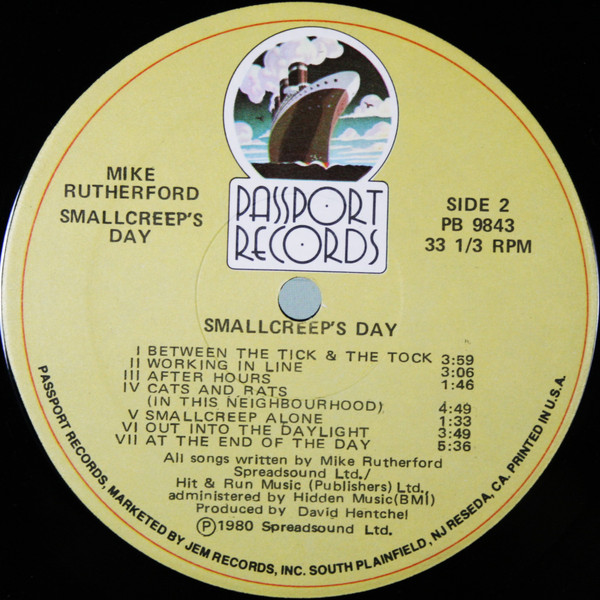 PASSPORT
RECORDS
MIKE
RUTHERFORD
SMALLCREEP'S
DAY
SIDE 2
PB 9843
33 1/3 RPM
SMALLCREEP'S DAY
I BETWEEN THE TICK & THE TOCK 3:59
II WORKING IN LINE 3:06
III AFTER HOURS 1:46
IV CATS AND RATS
(IN THIS NEIGHBOURHOOD) 4:49
V SMALLCREEP ALONE 1:33
VI OUT INTO THE DAYLIGHT 3:49
VII AT THE END OF THE DAY 5:36
All songs written by Mike Rutherford
Spreadsound Ltd./
Hit & Run Music (Publishers) Ltd.
administered by Hidden Music(BMI)
Produced by David Hentchel
Ⓟ1980 Spreadsound Ltd.
PASSPORT RECORDS, MARKETED BY JEM RECORDS, INC. SOUTH PLAINFIELD, NJ RESEDA, CA. PRINTED IN U.S.A.